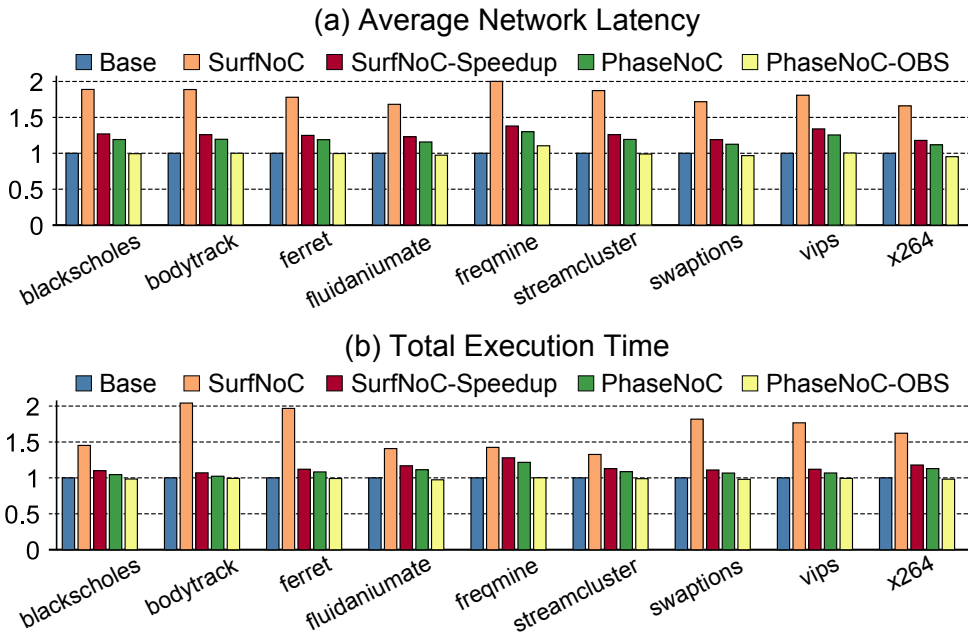 (a) Average Network Latency
Base SurfNoC SurfNoC-Speedup PhaseNoC PhaseNoC-OBS
2
1.5
1
0.5
0
blackscholes bodytrack ferret fluidaniumate freqmine streamcluster swaptions vips x264
(b) Total Execution Time
Base SurfNoC SurfNoC-Speedup PhaseNoC PhaseNoC-OBS
2
1.5
1
0.5
0
blackscholes bodytrack ferret fluidaniumate freqmine streamcluster swaptions vips x264